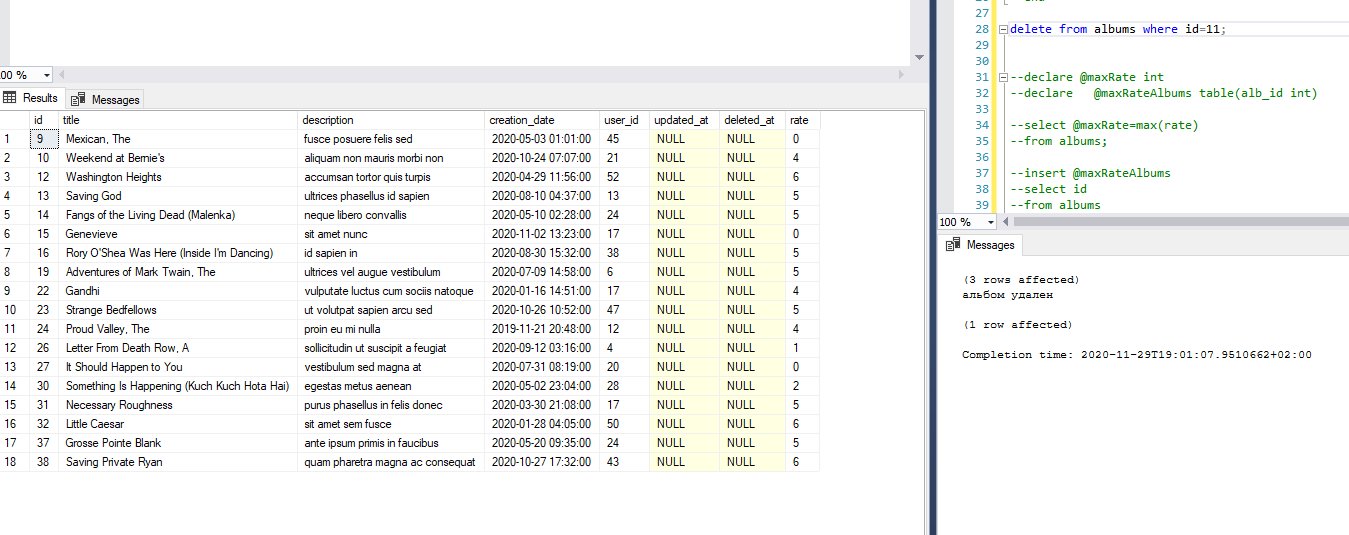 00 %
Results Messages
id title description creation_date user_id updated_at deleted_at rate
1 9 Mexican, The fusce posuere felis sed 2020-05-03 01:01:00 45 NULL NULL 0
2 10 Weekend at Bernie's aliquam non mauris morbi non 2020-10-24 07:07:00 21 NULL NULL 4
3 12 Washington Heights accumsan tortor quis turpis 2020-04-29 11:56:00 52 NULL NULL 6
4 13 Saving God ultrices phasellus id sapien 2020-08-10 04:37:00 13 NULL NULL 5
5 14 Fangs of the Living Dead (Malenka) neque libero convallis 2020-05-10 02:28:00 24 NULL NULL 5
6 15 Genevieve sit amet nunc 2020-11-02 13:23:00 17 NULL NULL 0
7 16 Rory O'Shea Was Here (Inside I'm Dancing) id sapien in 2020-08-30 15:32:00 38 NULL NULL 5
8 19 Adventures of Mark Twain, The ultrices vel augue vestibulum 2020-07-09 14:58:00 6 NULL NULL 5
9 22 Gandhi vulputate luctus cum sociis natoque 2020-01-16 14:51:00 17 NULL NULL 4
10 23 Strange Bedfellows ut volutpat sapien arcu sed 2020-10-26 10:52:00 47 NULL NULL 5
11 24 Proud Valley, The proin eu mi nulla 2019-11-21 20:48:00 12 NULL NULL 4
12 26 Letter From Death Row, A sollicitudin ut suscipit a feugiat 2020-09-12 03:16:00 4 NULL NULL 1
13 27 It Should Happen to You vestibulum sed magna at 2020-07-31 08:19:00 20 NULL NULL 0
14 30 Something Is Happening (Kuch Kuch Hota Hai) egestas metus aenean 2020-05-02 23:04:00 28 NULL NULL 2
15 31 Necessary Roughness purus phasellus in felis donec 2020-03-30 21:08:00 17 NULL NULL 5
16 32 Little Caesar sit amet sem fusce 2020-01-28 04:05:00 50 NULL NULL 6
17 37 Grosse Pointe Blank ante ipsum primis in faucibus 2020-05-20 09:35:00 24 NULL NULL 5
18 38 Saving Private Ryan quam pharetra magna ac consequat 2020-10-27 17:32:00 43 NULL NULL 6
27
28 delete from albums where id=11;
29
30
31 --declare @maxRate int
32 --declare @maxRateAlbums table(alb_id int)
33
34 --select @maxRate=max(rate)
35 --from albums;
36
37 --insert @maxRateAlbums
38 --select id
39 --from albums
100 %
Messages
(3 rows affected)
альбом удален
(1 row affected)
Completion time: 2020-11-29T19:01:07.9510662+02:00